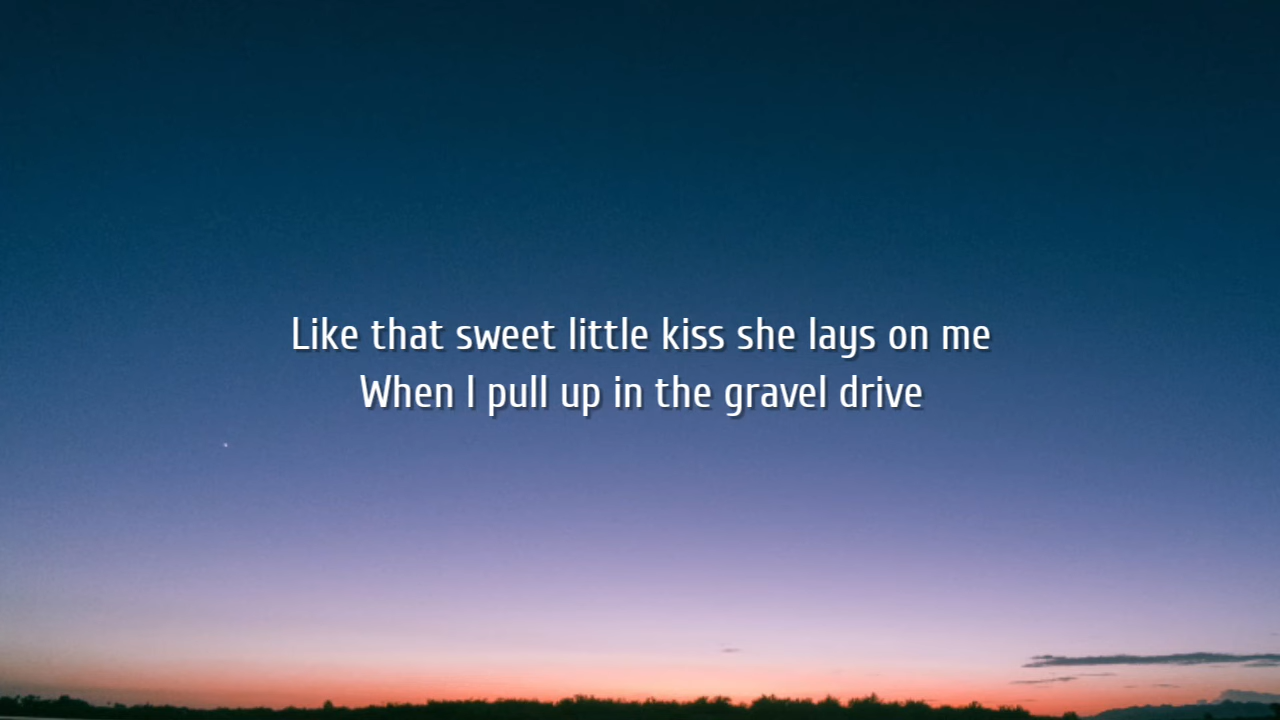 Like that sweet little kiss she lays on me
When I pull up in the gravel drive